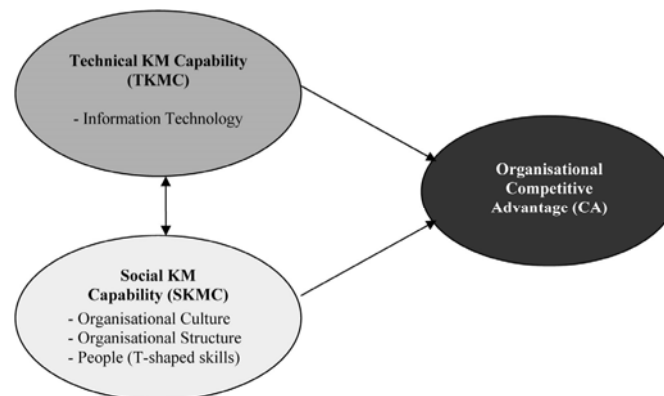 Technical KM Capability
(TKMC)
- Information Technology
Organisational
Competitive
Advantage (CA)
Social KM
Capability (SKMC)
- Organisational Culture
- Organisational Structure
- People (T-shaped skills)